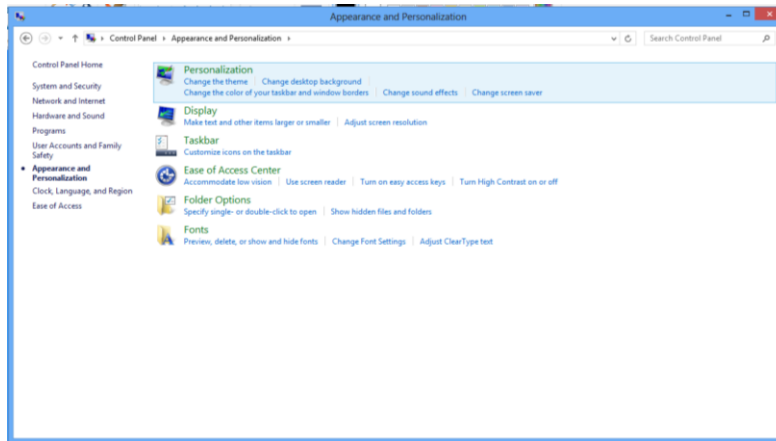 Appearance and Personalization
Control Panel › Appearance and Personalization ›
Search Control Panel
Control Panel Home
System and Security
Network and Internet
Hardware and Sound
Programs
User Accounts and Family
Safety
Appearance and
Personalization
Clock, Language, and Region
Ease of Access
Personalization
Change the theme | Change desktop background
Change the color of your taskbar and window borders | Change sound effects | Change screen saver
Display
Make text and other items larger or smaller | Adjust screen resolution
Taskbar
Customize icons on the taskbar
Ease of Access Center
Accommodate low vision | Use screen reader | Turn on easy access keys | Turn High Contrast on or off
Folder Options
Specify single- or double-click to open | Show hidden files and folders
Fonts
Preview, delete, or show and hide fonts | Change Font Settings | Adjust ClearType text